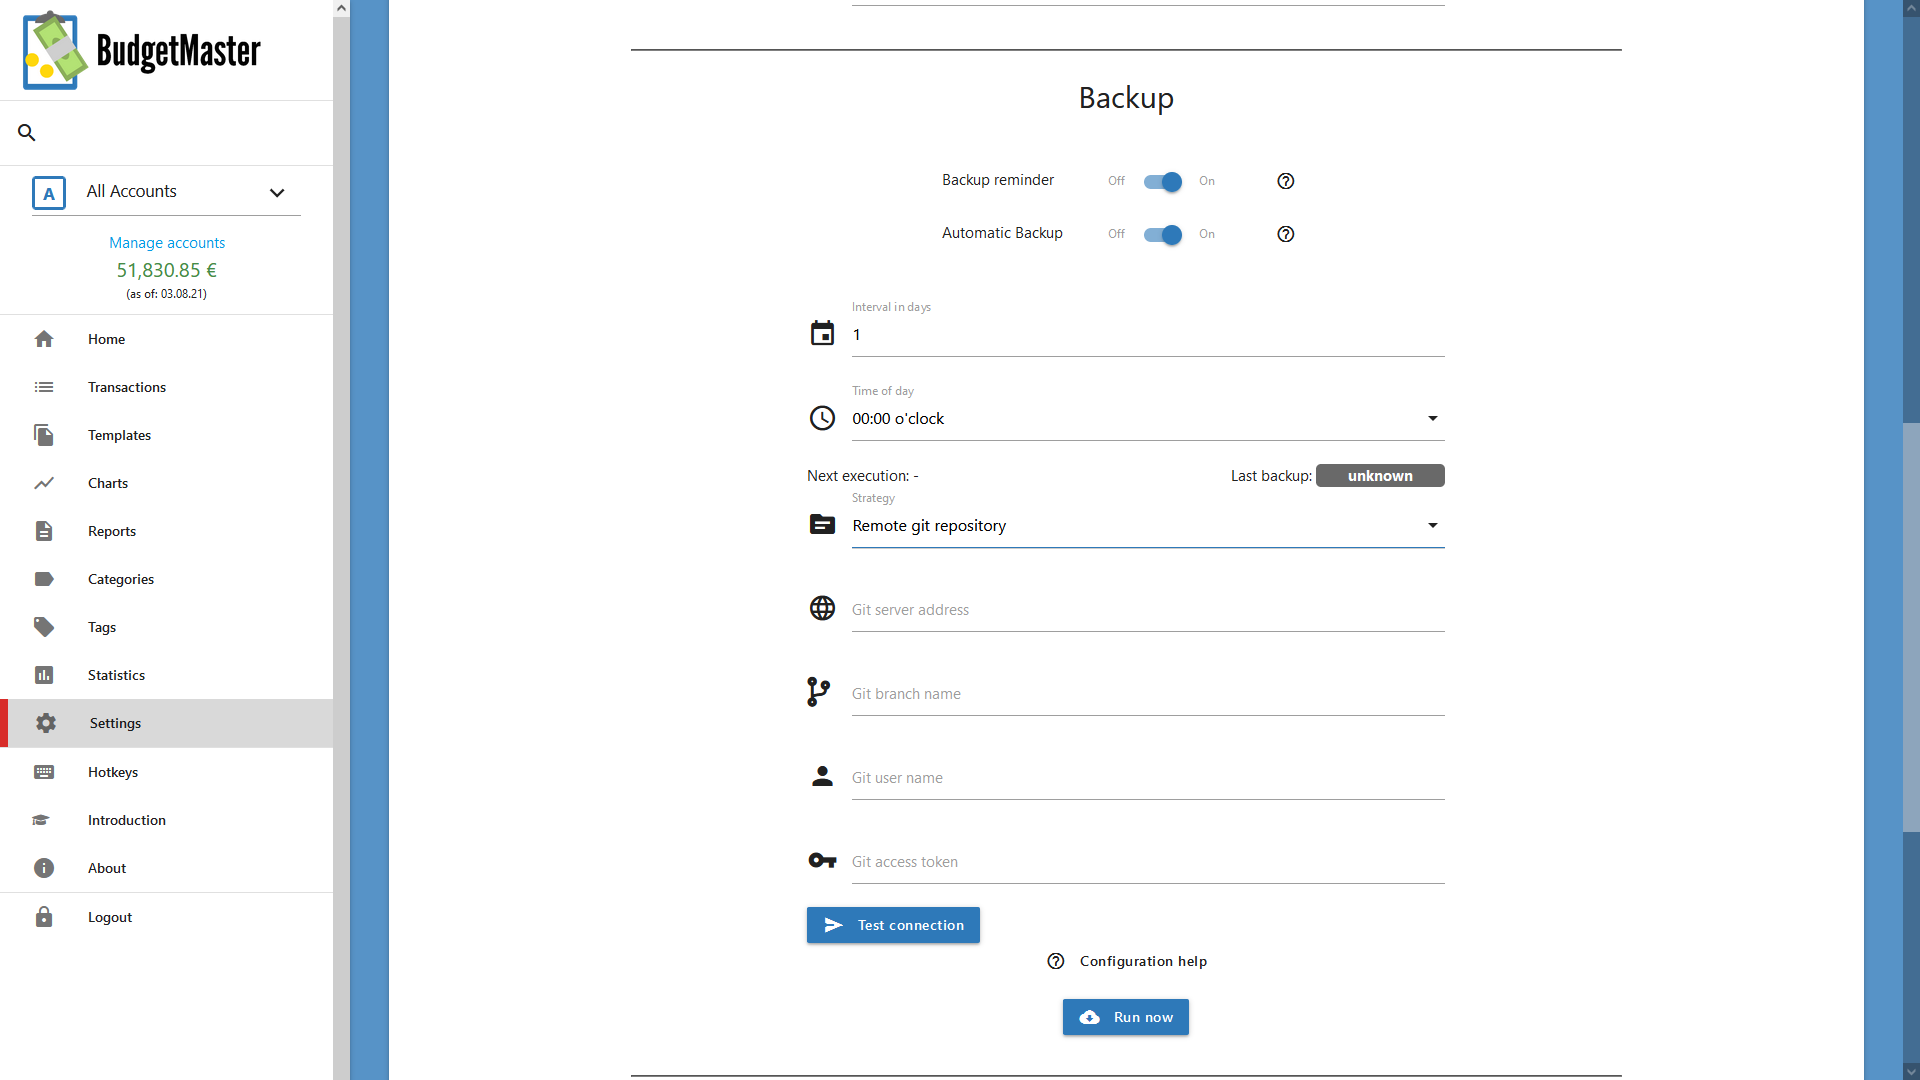 BudgetMaster
A All Accounts
Manage accounts
51,830.85 €
(as of: 03.08.21)
Home
Transactions
Templates
Charts
Reports
Categories
Tags
Statistics
Settings
Hotkeys
Introduction
About
Logout
Backup
Backup reminder Off On
Automatic Backup Off On
Interval in days
1
Time of day
00:00 o'clock
Next execution: - Last backup: unknown
Strategy
Remote git repository
Git server address
Git branch name
Git user name
Git access token
Test connection
Configuration help
Run now